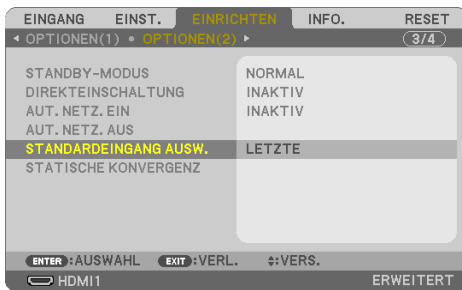 EINGANG EINST. EINRICHTEN INFO. RESET
OPTIONEN(1) OPTIONEN(2) 3/4
STANDBY-MODUS NORMAL
DIREKTEINSCHALTUNG INAKTIV
AUT. NETZ. EIN INAKTIV
AUT. NETZ. AUS
STANDARDEINGANG AUSW. LETZTE
STATISCHE KONVERGENZ
ENTER :AUSWAHL EXIT :VERL. :VERS.
HDMI1 ERWEITERT